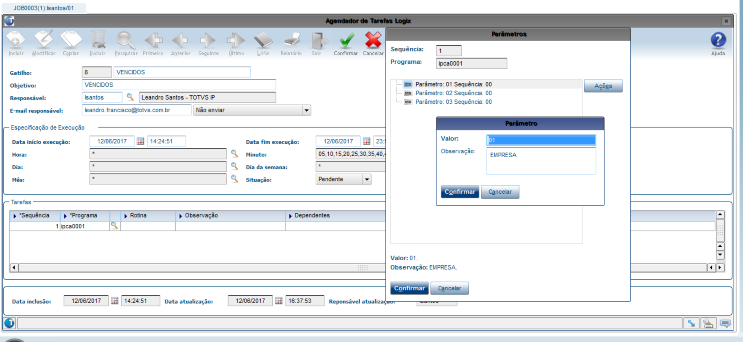 JOB0003(1) lsantos/01
Agendador de Tarefas Logix
Incluir Modificar Copiar Excluir Pesquisar Primeiro Anterior Seguinte Último Listar Relatório Sair Confirmar Cancelar
Ajuda
Gatilho: 8 VENCIDOS
Objetivo: VENCIDOS
Responsável: lsantos Leandro Santos - TOTVS IP
E-mail responsável: leandro.francisco@totvs.com.br Não enviar
Especificação de Execução
Data início execução: 12/06/2017 14:24:51 Data fim execução: 12/06/2017
Hora: * Minuto: 05,10,15,20,25,30,35,40,
Dia: * Dia da semana: *
Mês: * Situação: Pendente
Tarefas
*Sequência *Programa Rotina Observação Dependentes
1 ipca0001
Data inclusão: 12/06/2017 14:24:51 Data atualização: 12/06/2017 16:37:53 Reponsável atualização:
Parâmetros
Sequência: 1
Programa: ipca0001
Parâmetro: 01 Sequência: 00
Parâmetro: 02 Sequência: 00
Parâmetro: 03 Sequência: 00
Ações
Parâmetro
Valor: 01
Observação: EMPRESA
Confirmar Cancelar
Valor: 01.
Observação: EMPRESA.
Confirmar Cancelar